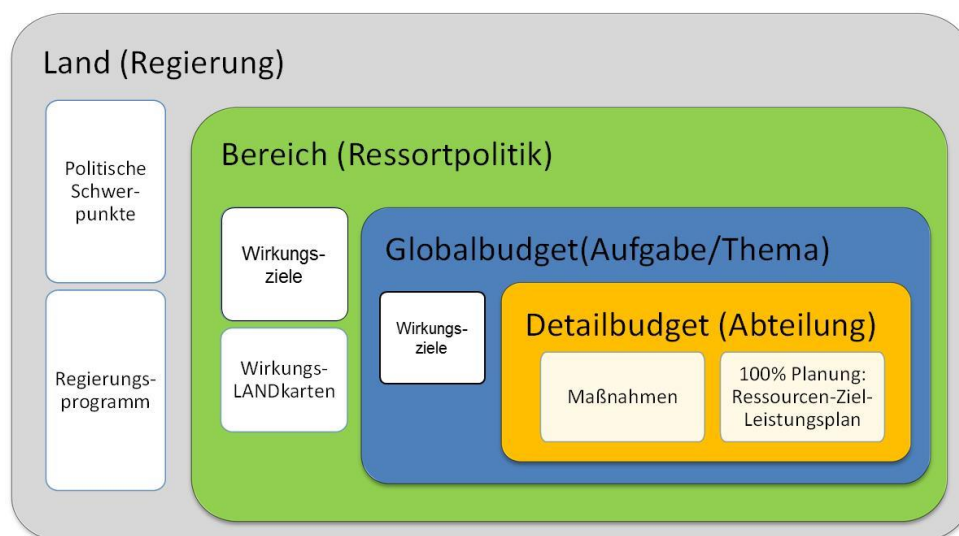 Land (Regierung)
Politische
Schwer-
punkte
Regierungs-
programm
Bereich (Ressortpolitik)
Wirkungs-
ziele
Wirkungs-
LANDkarten
Globalbudget(Aufgabe/Thema)
Wirkungs-
ziele
Detailbudget (Abteilung)
Maßnahmen
100% Planung:
Ressourcen-Ziel-
Leistungsplan